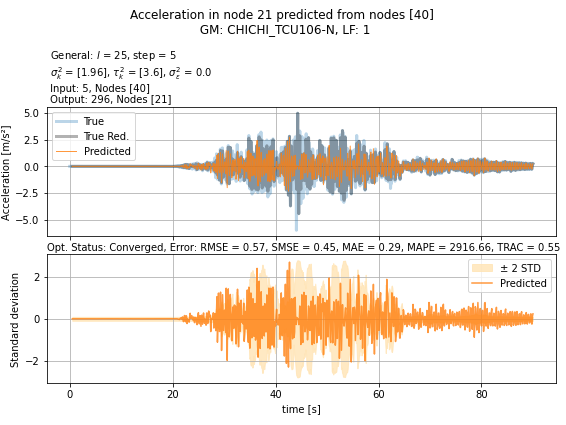 Acceleration in node 21 predicted from nodes [40]
GM: CHICHI_TCU106-N, LF: 1
General: l = 25, step = 5
σ²ₖ = [1.96], τ²ₖ = [3.6], σ²ε = 0.0
Input: 5, Nodes [40]
Output: 296, Nodes [21]
Acceleration [m/s²]
5.0
2.5
0.0
−2.5
−5.0
True
True Red.
Predicted
Opt. Status: Converged, Error: RMSE = 0.57, SMSE = 0.45, MAE = 0.29, MAPE = 2916.66, TRAC = 0.55
Standard deviation
2
0
−2
± 2 STD
Predicted
0
20
40
60
80
time [s]